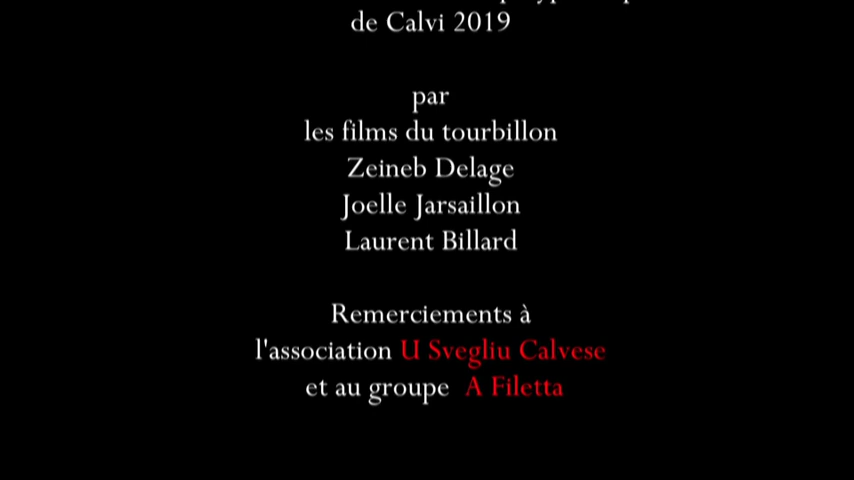 de Calvi 2019
par
les films du tourbillon
Zeineb Delage
Joelle Jarsaillon
Laurent Billard
Remerciements à
l'association U Svegliu Calvese
et au groupe A Filetta